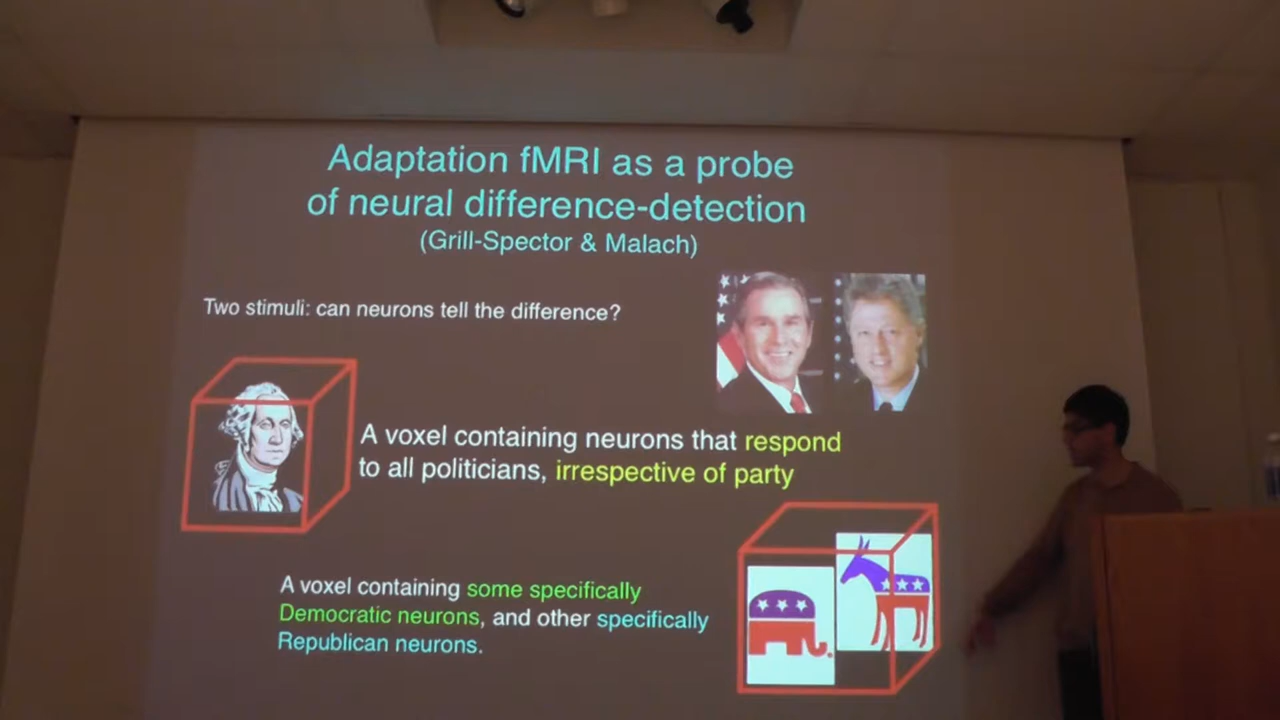 Adaptation fMRI as a probe
of neural difference-detection
(Grill-Spector & Malach)
Two stimuli: can neurons tell the difference?
A voxel containing neurons that respond
to all politicians, irrespective of party
A voxel containing some specifically
Democratic neurons, and other specifically
Republican neurons.